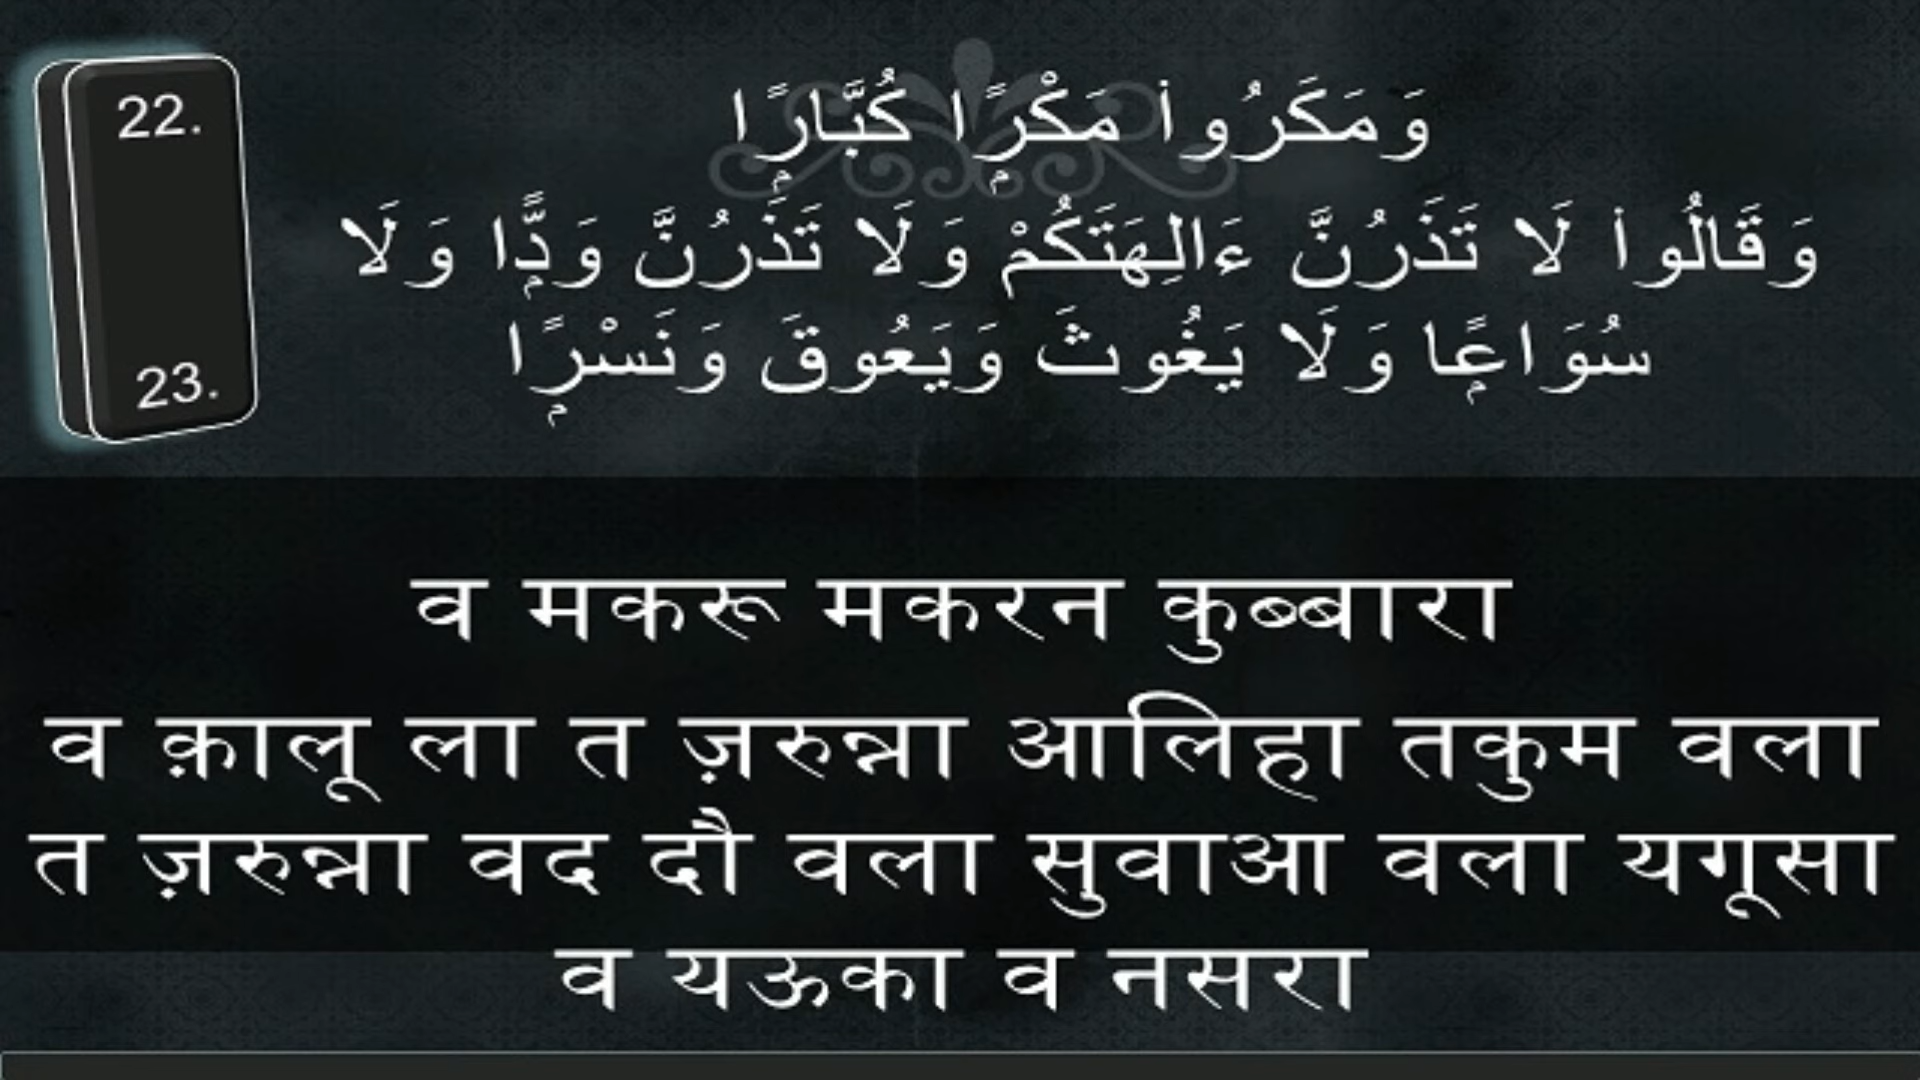 22.
وَمَكَرُوا۟ مَكْرًۭا كُبَّارًۭا
وَقَالُوا۟ لَا تَذَرُنَّ ءَالِهَتَكُمْ وَلَا تَذَرُنَّ وَدًّۭا وَلَا
سُوَاعًۭا وَلَا يَغُوثَ وَيَعُوقَ وَنَسْرًۭا
23.
व मकरू मकरन कुब्बारा
व क़ालू ला त ज़रुन्ना आलिहा तकुम वला
त ज़रुन्ना वद दौ वला सुवाआ वला यगूसा
व यऊका व नसरा